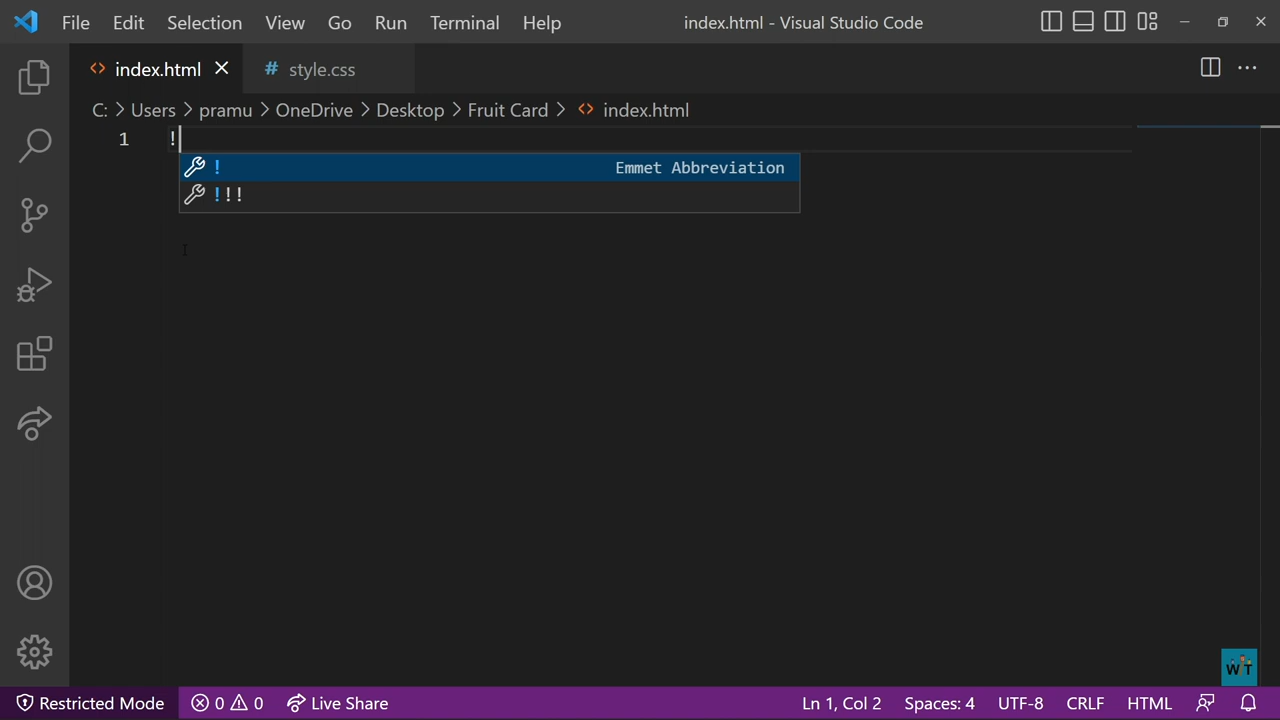 File Edit Selection View Go Run Terminal Help index.html - Visual Studio Code
index.html # style.css
C: > Users > pramu > OneDrive > Desktop > Fruit Card > index.html
1 !
! Emmet Abbreviation
!!!
WT
Restricted Mode 0 0 Live Share Ln 1, Col 2 Spaces: 4 UTF-8 CRLF HTML